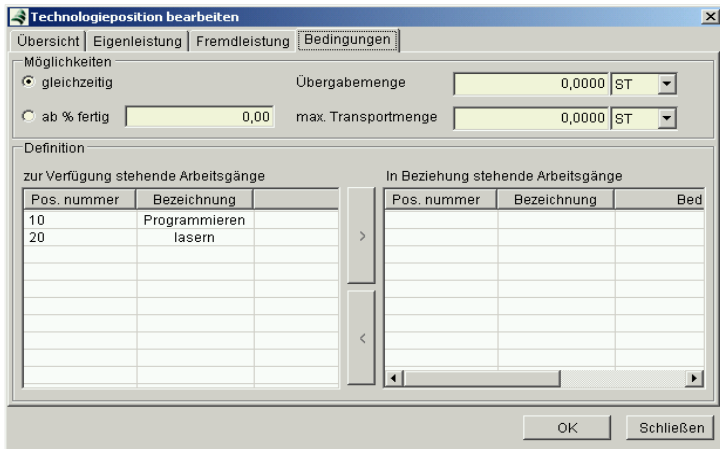 Technologieposition bearbeiten
Übersicht Eigenleistung Fremdleistung Bedingungen
Möglichkeiten
gleichzeitig Übergabemenge 0,0000 ST
ab % fertig 0,00 max. Transportmenge 0,0000 ST
Definition
zur Verfügung stehende Arbeitsgänge In Beziehung stehende Arbeitsgänge
Pos. nummer Bezeichnung Pos. nummer Bezeichnung Bed
10 Programmieren
20 lasern
>
<
OK Schließen